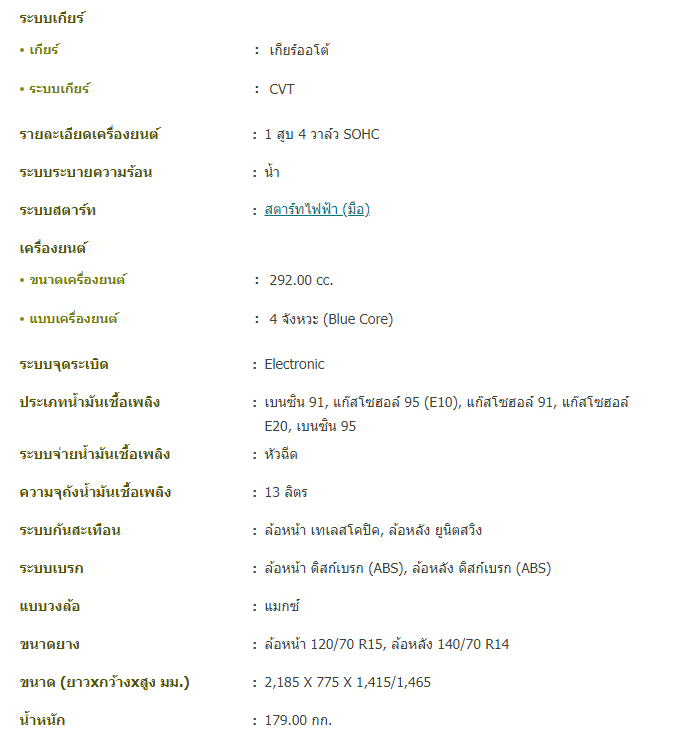 ระบบเกียร์
• เกียร์ : เกียร์ออโต้
• ระบบเกียร์ : CVT
รายละเอียดเครื่องยนต์ : 1 สูบ 4 วาล์ว SOHC
ระบบระบายความร้อน : น้ำ
ระบบสตาร์ท : สตาร์ทไฟฟ้า (มือ)
เครื่องยนต์
• ขนาดเครื่องยนต์ : 292.00 cc.
• แบบเครื่องยนต์ : 4 จังหวะ (Blue Core)
ระบบจุดระเบิด : Electronic
ประเภทน้ำมันเชื้อเพลิง : เบนซิน 91, แก๊สโซฮอล์ 95 (E10), แก๊สโซฮอล์ 91, แก๊สโซฮอล์
E20, เบนซิน 95
ระบบจ่ายน้ำมันเชื้อเพลิง : หัวฉีด
ความจุถังน้ำมันเชื้อเพลิง : 13 ลิตร
ระบบกันสะเทือน : ล้อหน้า เทเลสโคปิค, ล้อหลัง ยูนิตสวิง
ระบบเบรก : ล้อหน้า ดิสก์เบรก (ABS), ล้อหลัง ดิสก์เบรก (ABS)
แบบวงล้อ : แมกซ์
ขนาดยาง : ล้อหน้า 120/70 R15, ล้อหลัง 140/70 R14
ขนาด (ยาวxกว้างxสูง มม.) : 2,185 X 775 X 1,415/1,465
น้ำหนัก : 179.00 กก.